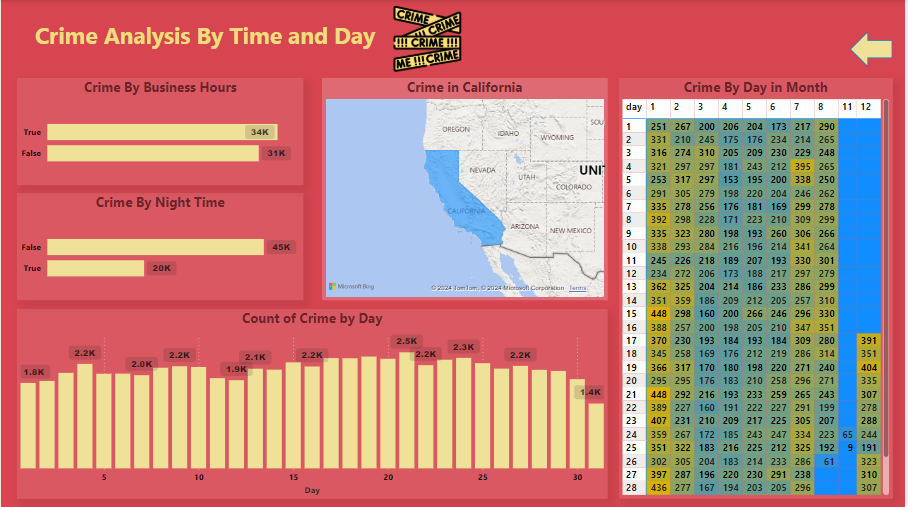 Crime Analysis By Time and Day
CRIME
CRIME
!!! CRIME !!!
ME !!! CRIME
Crime By Business Hours
True 34K
False 31K
Crime By Night Time
False 45K
True 20K
Crime in California
OREGON
IDAHO
WYOMING
SOU
NEVADA
UTAH
UNI
COLORADO
CALIFORNIA
ARIZONA
NEW MEXICO
Microsoft Bing
© 2024 TomTom, © 2024 Microsoft Corporation Terms
Count of Crime by Day
1.8K 2.2K 2.0K 2.2K 1.9K 2.1K 2.2K 2.5K 2.2K 2.3K 2.2K 1.4K
5 10 15 20 25 30
Day
Crime By Day in Month
day 1 2 3 4 5 6 7 8 11 12
1 251 267 200 206 204 173 217 290
2 331 210 245 175 176 234 214 265
3 316 274 310 205 209 230 229 248
4 321 297 297 181 243 212 395 265
5 253 317 297 153 195 200 338 250
6 291 305 279 198 220 204 246 262
7 335 278 256 176 181 169 299 278
8 392 298 228 171 223 210 309 299
9 335 323 280 198 193 260 306 266
10 338 293 284 216 196 214 341 264
11 245 226 218 189 207 193 330 301
12 234 272 206 173 188 217 297 279
13 362 325 204 214 186 233 286 299
14 351 359 186 209 212 205 257 310
15 448 298 160 200 266 246 296 330
16 388 257 200 198 205 210 347 351
17 370 230 193 184 193 184 309 280 391
18 345 258 169 176 212 219 286 314 351
19 366 317 170 180 198 220 271 240 404
20 295 295 176 183 210 258 296 271 335
21 448 292 216 193 233 259 265 243 307
22 389 227 160 191 222 227 291 199 278
23 407 231 210 209 217 225 305 207 288
24 359 267 172 185 243 247 334 223 65 244
25 351 322 183 216 225 212 325 192 9 191
26 302 305 204 183 214 233 286 61 323
27 397 287 196 220 230 291 238 310
28 436 277 167 183 203 205 296 307